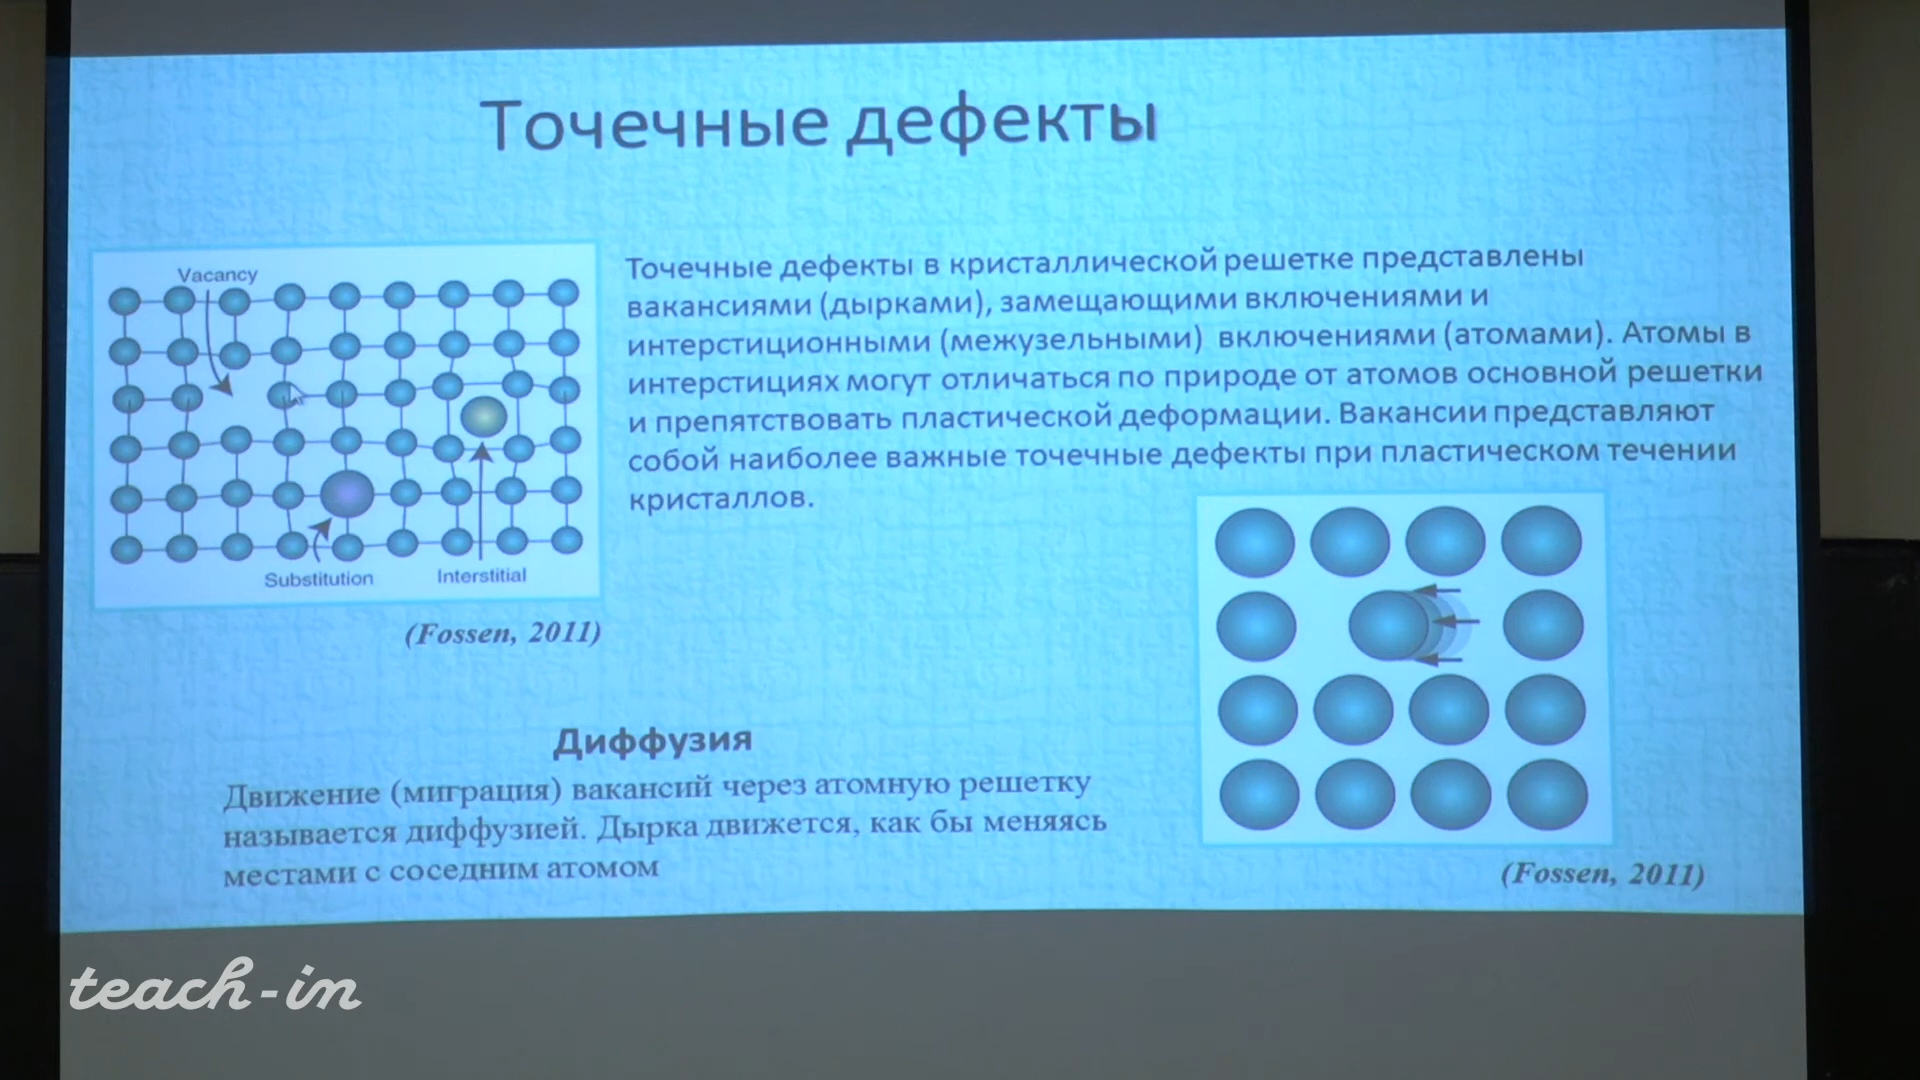 Точечные дефекты
Vacancy
Substitution
Interstitial
(Fossen, 2011)
Точечные дефекты в кристаллической решетке представлены
вакансиями (дырками), замещающими включениями и
интерстиционными (межузельными) включениями (атомами). Атомы в
интерстициях могут отличаться по природе от атомов основной решетки
и препятствовать пластической деформации. Вакансии представляют
собой наиболее важные точечные дефекты при пластическом течении
кристаллов.
Диффузия
Движение (миграция) вакансий через атомную решетку
называется диффузией. Дырка движется, как бы меняясь
местами с соседним атомом
(Fossen, 2011)
teach-in